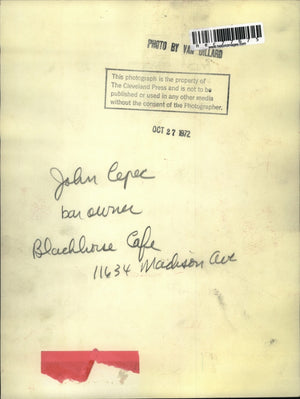 PHOTO BY VAN DILLARD
This photograph is the property of
The Cleveland Press and is not to be
published or used in any other media
without the consent of the Photographer.
OCT 27 1972
John Cepec
bar owner
Blackhorse Cafe
11634 Madison Ave